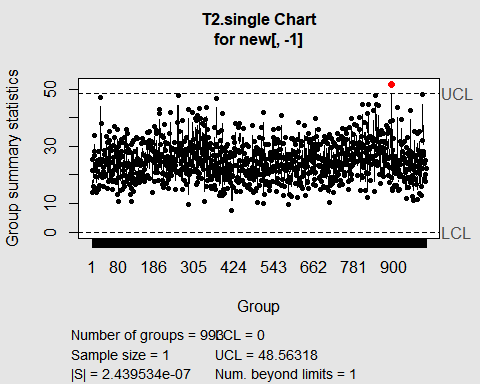 T2.single Chart
for new[, -1]
Group summary statistics
50
30
10
0
UCL
LCL
1 80 186 305 424 543 662 781 900
Group
Number of groups = LCL = 0
Sample size = 1 UCL = 48.56318
|S| = 2.439534e-07 Num. beyond limits = 1